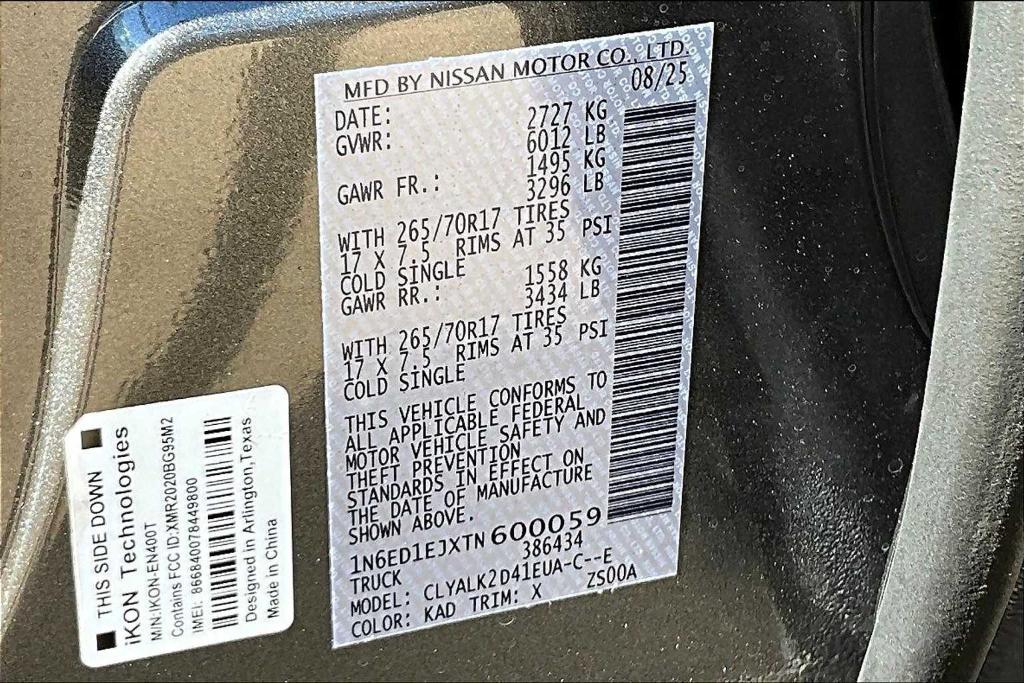 MFD BY NISSAN MOTOR CO., LTD.
DATE: 08/25
GVWR: 2727 KG
6012 LB
GAWR FR.: 1495 KG
3296 LB
WITH 265/70R17 TIRES
17 X 7.5 RIMS AT 35 PSI
COLD SINGLE
GAWR RR.: 1558 KG
3434 LB
WITH 265/70R17 TIRES
17 X 7.5 RIMS AT 35 PSI
COLD SINGLE
THIS VEHICLE CONFORMS TO
ALL APPLICABLE FEDERAL
MOTOR VEHICLE SAFETY AND
THEFT PREVENTION
STANDARDS IN EFFECT ON
THE DATE OF MANUFACTURE
SHOWN ABOVE.
1N6ED1EJXTN600059
386434
TRUCK
MODEL: CLYALK2D41EUA-C--E
COLOR: KAD TRIM: X ZS00A
THIS SIDE DOWN
iKON Technologies
M/N:IKON-EN400T
Contains FCC ID:XMR2020BG95M2
IMEI: 866840078449800
Designed in Arlington,Texas
Made in China